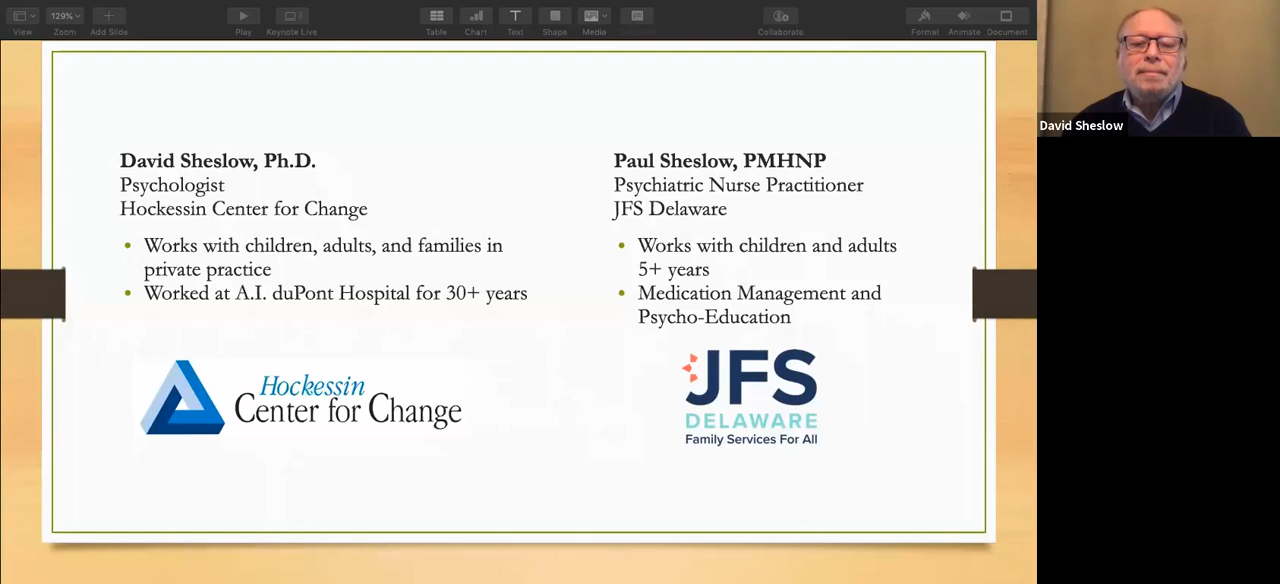 129%
View
Zoom
Add Slide
Play
Keynote Live
Table
Chart
Text
Shape
Media
Collaborate
Format
Animate
Document
David Sheslow
David Sheslow, Ph.D.
Psychologist
Hockessin Center for Change
• Works with children, adults, and families in
private practice
• Worked at A.I. duPont Hospital for 30+ years
Hockessin
Center for Change
Paul Sheslow, PMHNP
Psychiatric Nurse Practitioner
JFS Delaware
• Works with children and adults
5+ years
• Medication Management and
Psycho-Education
JFS
DELAWARE
Family Services For All